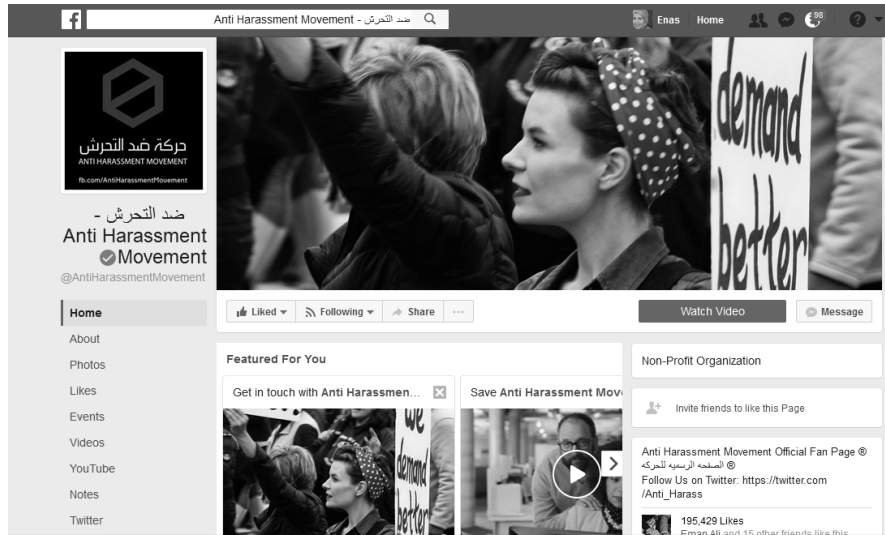 ضد التحرش - Anti Harassment Movement
Enas
Home
98
حركة ضد التحرش
ANTI HARASSMENT MOVEMENT
fb.com/AntiHarassmentMovement
demand
better
ضد التحرش -
Anti Harassment
Movement
@AntiHarassmentMovement
Home
About
Photos
Likes
Events
Videos
YouTube
Notes
Twitter
Liked
Following
Share
Watch Video
Message
Featured For You
Get in touch with Anti Harassmen...
Save Anti Harassment Mov
we
demand
better
Non-Profit Organization
Invite friends to like this Page
Anti Harassment Movement Official Fan Page ®
الصفحه الرسميه للحركه ®
Follow Us on Twitter: https://twitter.com
/Anti_Harass
195,429 Likes
Eman Ali and 15 other friends like this